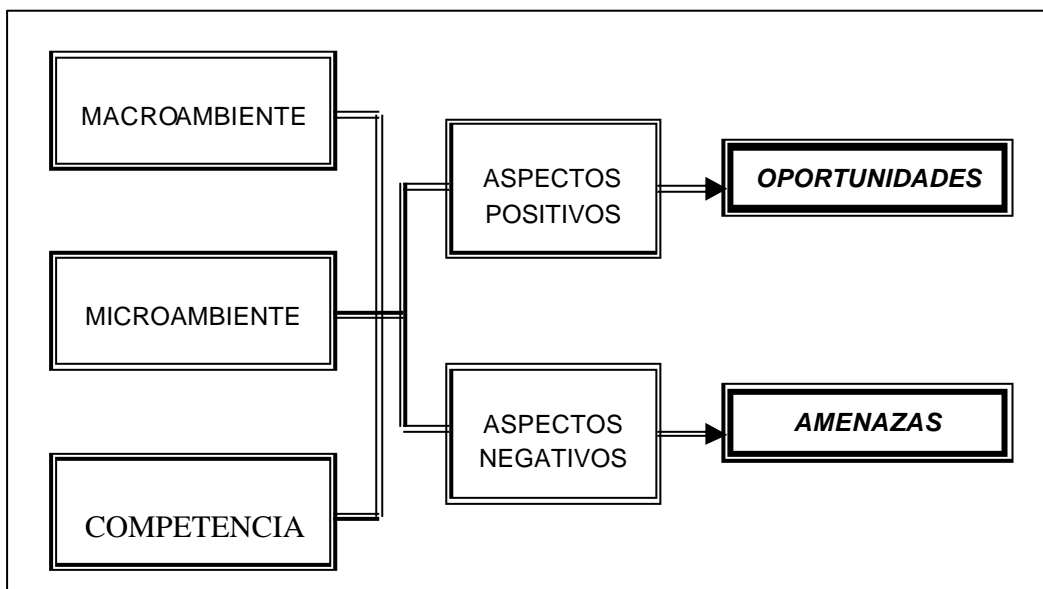 MACROAMBIENTE
MICROAMBIENTE
COMPETENCIA
ASPECTOS
POSITIVOS
ASPECTOS
NEGATIVOS
OPORTUNIDADES
AMENAZAS